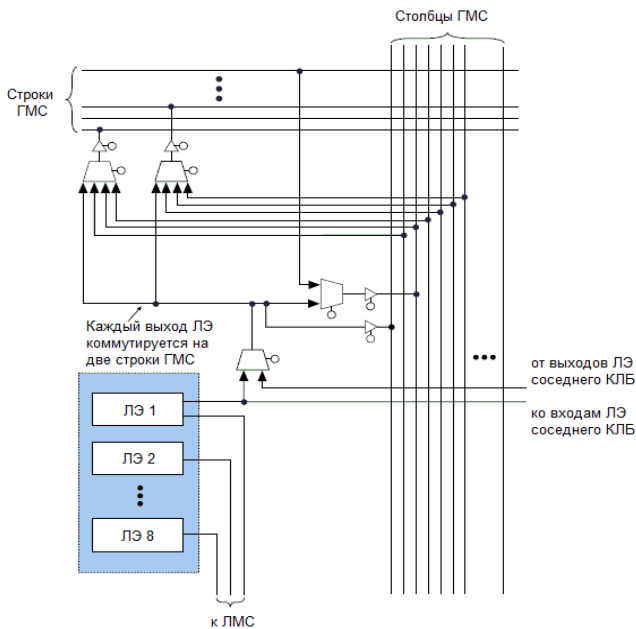 Столбцы ГМС
Строки
ГМС
Каждый выход ЛЭ
коммутируется на
две строки ГМС
от выходов ЛЭ
соседнего КЛБ
ко входам ЛЭ
соседнего КЛБ
ЛЭ 1
ЛЭ 2
ЛЭ 8
к ЛМС